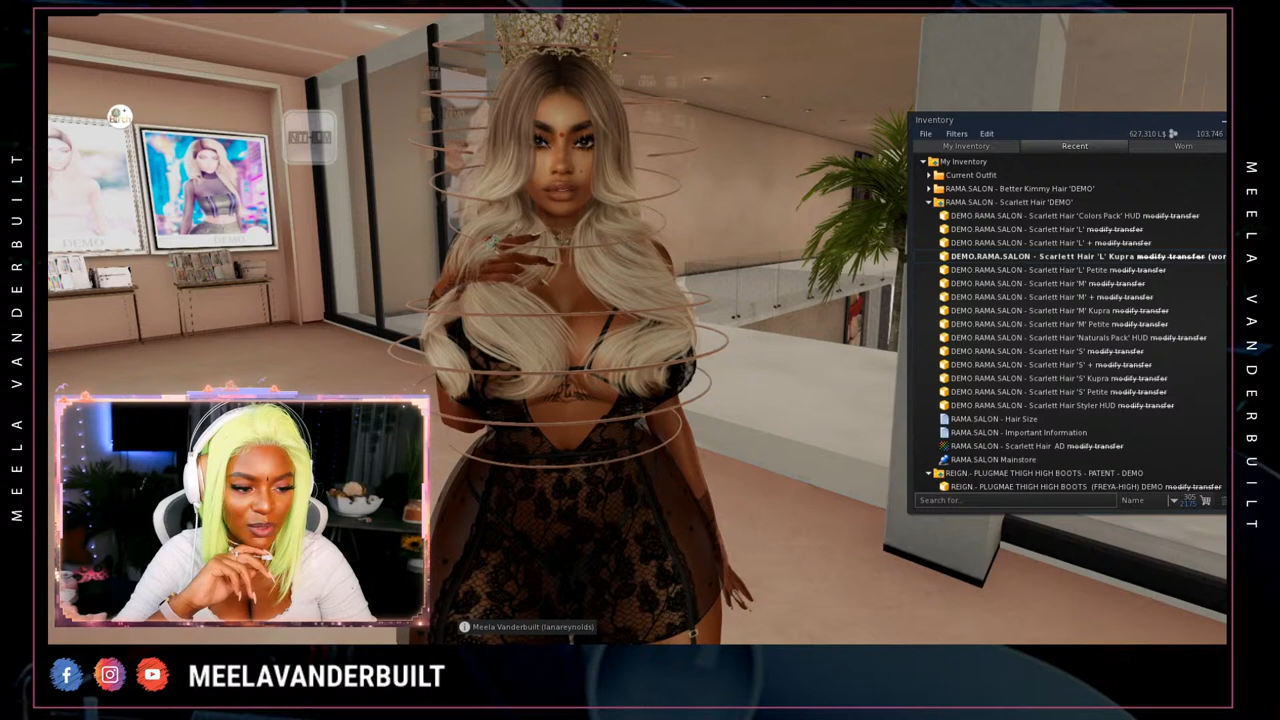 MEELA VANDERBUILT
DEMO
DEMO
Inventory
File Filters Edit 627,310 L$ 103,746
My Inventory Recent Worn
My Inventory
Current Outfit
RAMA.SALON - Better Kimmy Hair 'DEMO'
RAMA.SALON - Scarlett Hair 'DEMO'
DEMO.RAMA.SALON - Scarlett Hair 'Colors Pack' HUD modify transfer
DEMO.RAMA.SALON - Scarlett Hair 'L' modify transfer
DEMO.RAMA.SALON - Scarlett Hair 'L' + modify transfer
DEMO.RAMA.SALON - Scarlett Hair 'L' Kupra modify transfer (wor
DEMO.RAMA.SALON - Scarlett Hair 'L' Petite modify transfer
DEMO.RAMA.SALON - Scarlett Hair 'M' modify transfer
DEMO.RAMA.SALON - Scarlett Hair 'M' + modify transfer
DEMO.RAMA.SALON - Scarlett Hair 'M' Kupra modify transfer
DEMO.RAMA.SALON - Scarlett Hair 'M' Petite modify transfer
DEMO.RAMA.SALON - Scarlett Hair 'Naturals Pack' HUD modify transfer
DEMO.RAMA.SALON - Scarlett Hair 'S' modify transfer
DEMO.RAMA.SALON - Scarlett Hair 'S' + modify transfer
DEMO.RAMA.SALON - Scarlett Hair 'S' Kupra modify transfer
DEMO.RAMA.SALON - Scarlett Hair 'S' Petite modify transfer
DEMO.RAMA.SALON - Scarlett Hair Styler HUD modify transfer
RAMA.SALON - Hair Size
RAMA.SALON - Important Information
RAMA.SALON - Scarlett Hair AD modify transfer
RAMA.SALON Mainstore
REIGN.- PLUGMAE THIGH HIGH BOOTS - PATENT - DEMO
REIGN.- PLUGMAE THIGH HIGH BOOTS (FREYA-HIGH) DEMO modify transfer
Search for... Name 305
2175
Meela Vanderbuilt (lanareynolds)
MEELAVANDERBUILT
MEELA VANDERBUILT